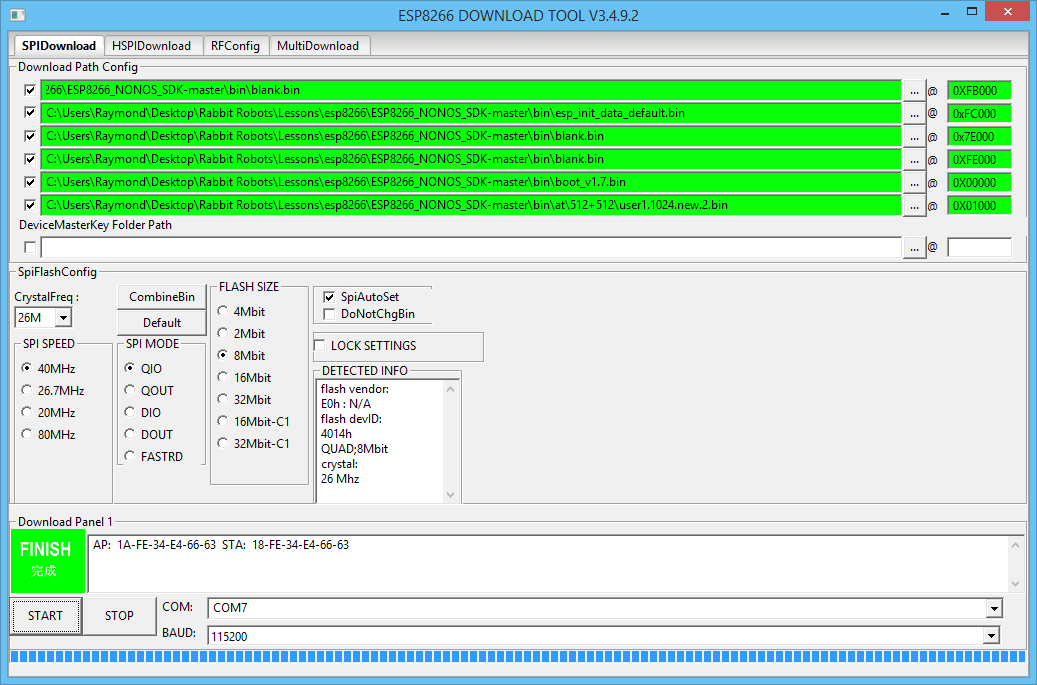 ESP8266 DOWNLOAD TOOL V3.4.9.2
SPIDownload HSPIDownload RFConfig MultiDownload
Download Path Config
266\ESP8266_NONOS_SDK-master\bin\blank.bin ... @ 0XFB000
C:\Users\Raymond\Desktop\Rabbit Robots\Lessons\esp8266\ESP8266_NONOS_SDK-master\bin\esp_init_data_default.bin ... @ 0xFC000
C:\Users\Raymond\Desktop\Rabbit Robots\Lessons\esp8266\ESP8266_NONOS_SDK-master\bin\blank.bin ... @ 0x7E000
C:\Users\Raymond\Desktop\Rabbit Robots\Lessons\esp8266\ESP8266_NONOS_SDK-master\bin\blank.bin ... @ 0XFE000
C:\Users\Raymond\Desktop\Rabbit Robots\Lessons\esp8266\ESP8266_NONOS_SDK-master\bin\boot_v1.7.bin ... @ 0X00000
C:\Users\Raymond\Desktop\Rabbit Robots\Lessons\esp8266\ESP8266_NONOS_SDK-master\bin\at\512+512\user1.1024.new.2.bin ... @ 0X01000
DeviceMasterKey Folder Path
... @
SpiFlashConfig
CrystalFreq :
26M
CombineBin
Default
SPI SPEED
40MHz
26.7MHz
20MHz
80MHz
SPI MODE
QIO
QOUT
DIO
DOUT
FASTRD
FLASH SIZE
4Mbit
2Mbit
8Mbit
16Mbit
32Mbit
16Mbit-C1
32Mbit-C1
SpiAutoSet
DoNotChgBin
LOCK SETTINGS
DETECTED INFO
flash vendor:
E0h : N/A
flash devID:
4014h
QUAD;8Mbit
crystal:
26 Mhz
Download Panel 1
FINISH
完成
AP: 1A-FE-34-E4-66-63 STA: 18-FE-34-E4-66-63
START STOP
COM: COM7
BAUD: 115200